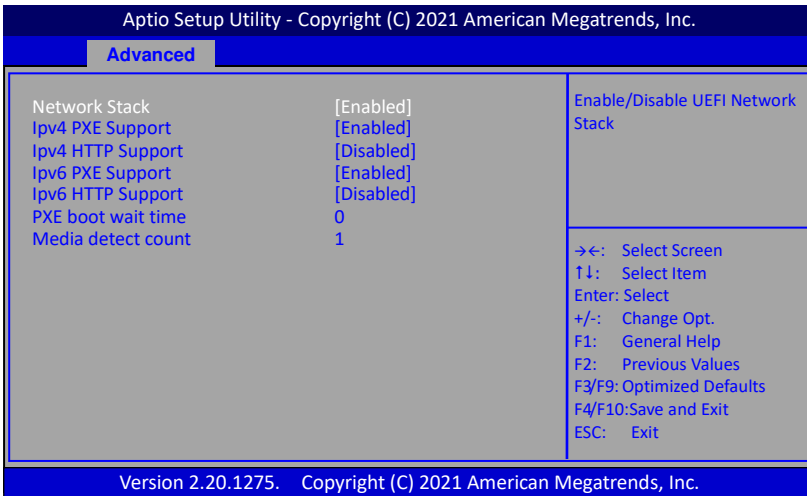 Aptio Setup Utility - Copyright (C) 2021 American Megatrends, Inc.
Advanced
Network Stack [Enabled]
Ipv4 PXE Support [Enabled]
Ipv4 HTTP Support [Disabled]
Ipv6 PXE Support [Enabled]
Ipv6 HTTP Support [Disabled]
PXE boot wait time 0
Media detect count 1
Enable/Disable UEFI Network
Stack
→←: Select Screen
↑↓: Select Item
Enter: Select
+/-: Change Opt.
F1: General Help
F2: Previous Values
F3/F9: Optimized Defaults
F4/F10:Save and Exit
ESC: Exit
Version 2.20.1275. Copyright (C) 2021 American Megatrends, Inc.